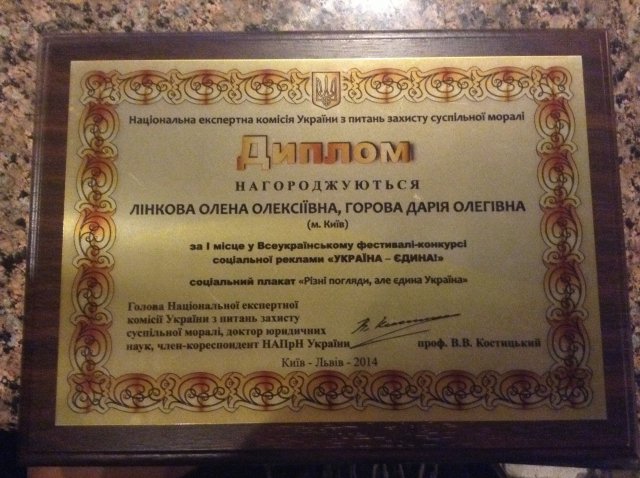 Національна експертна комісія України з питань захисту суспільної моралі
Диплом
НАГОРОДЖУЮТЬСЯ
ЛІНКОВА ОЛЕНА ОЛЕКСІЇВНА, ГОРОВА ДАРІЯ ОЛЕГІВНА
(м. Київ)
за І місце у Всеукраїнському фестивалі-конкурсі
соціальної реклами «УКРАЇНА – ЄДИНА!»
соціальний плакат «Різні погляди, але єдина Україна»
Голова Національної експертної
комісії України з питань захисту
суспільної моралі, доктор юридичних
наук, член-кореспондент НАПрН України
проф. В.В. Костицький
Київ - Львів - 2014